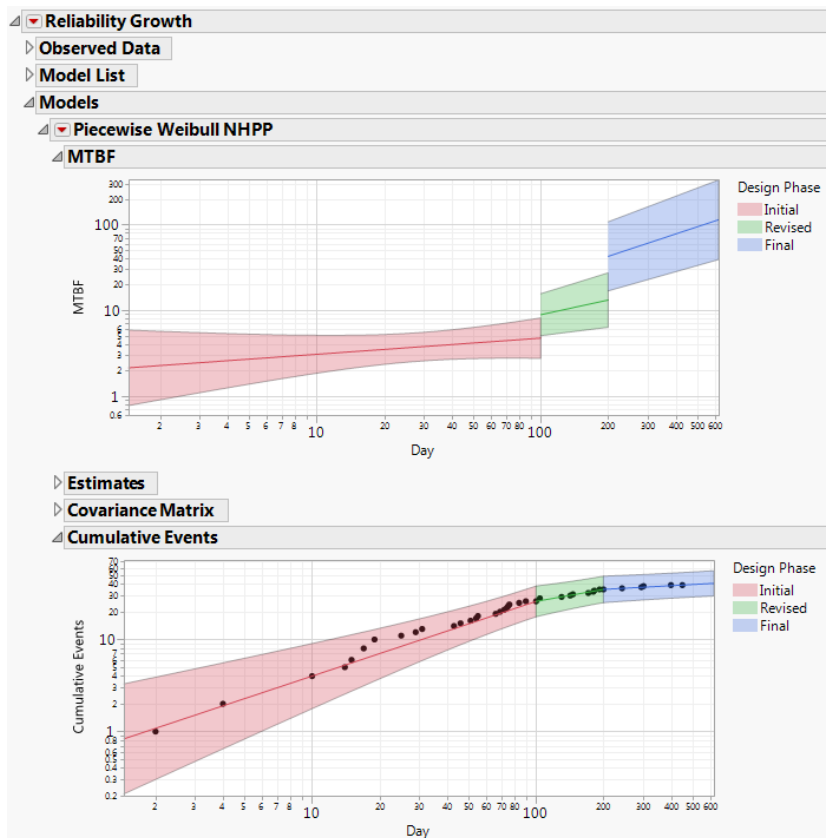 Reliability Growth
Observed Data
Model List
Models
Piecewise Weibull NHPP
MTBF
300
200
100
70
50
40
30
20
10
6
5
4
3
2
1
0.6
MTBF
2 3 4 5 6 7 8 10 20 30 40 50 60 70 80 100 200 300 400 500 600
Day
Design Phase
Initial
Revised
Final
Estimates
Covariance Matrix
Cumulative Events
70
50
40
30
20
10
7
5
4
3
2
1
0.8
0.6
0.5
0.4
0.3
0.2
Cumulative Events
2 3 4 5 6 7 8 10 20 30 40 50 60 70 80 100 200 300 400 500 600
Day
Design Phase
Initial
Revised
Final